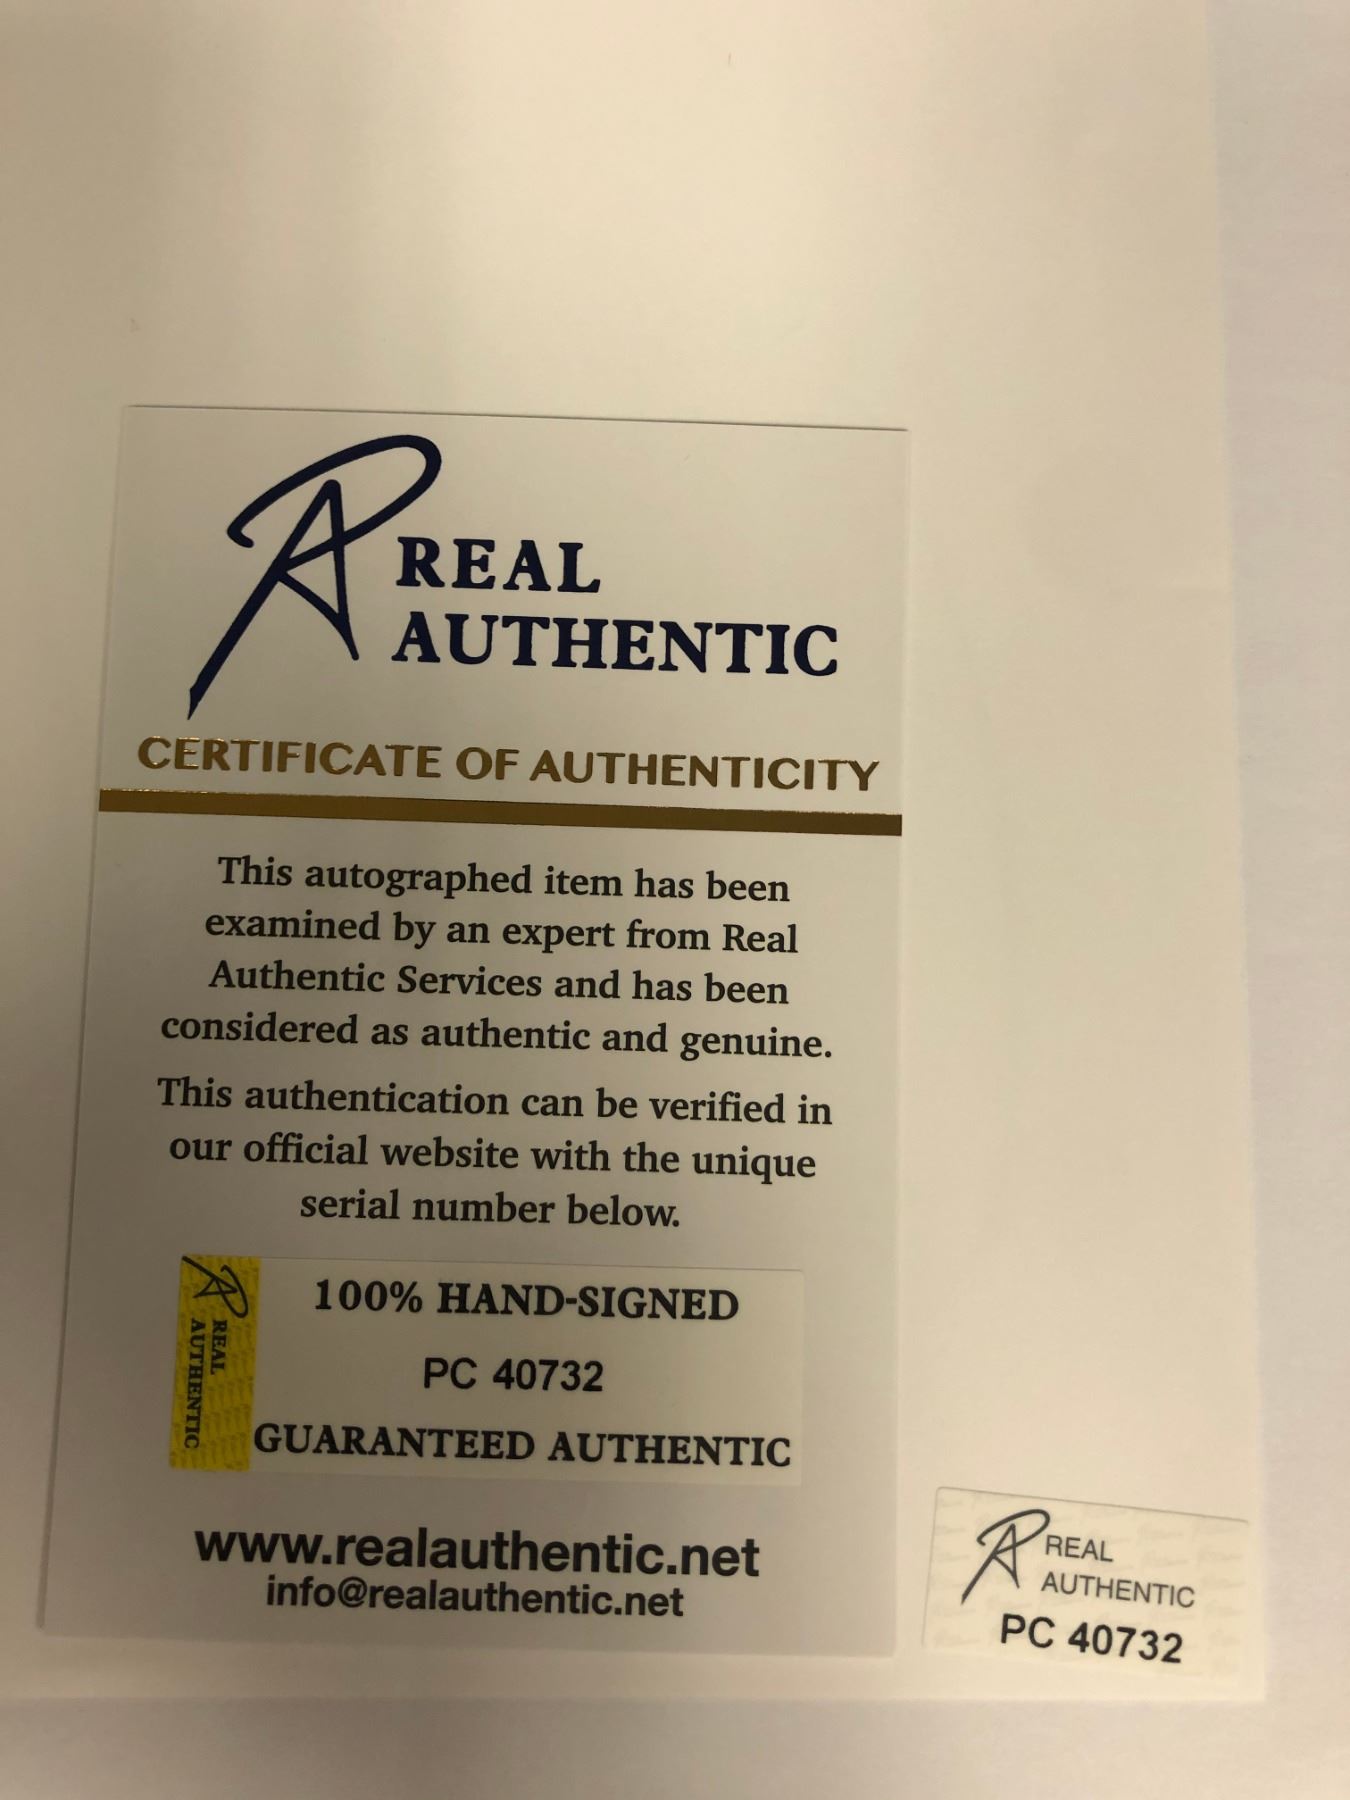 REAL
AUTHENTIC
CERTIFICATE OF AUTHENTICITY
This autographed item has been
examined by an expert from Real
Authentic Services and has been
considered as authentic and genuine.
This authentication can be verified in
our official website with the unique
serial number below.
REAL
AUTHENTIC
100% HAND-SIGNED
PC 40732
GUARANTEED AUTHENTIC
www.realauthentic.net
info@realauthentic.net
REAL
AUTHENTIC
PC 40732